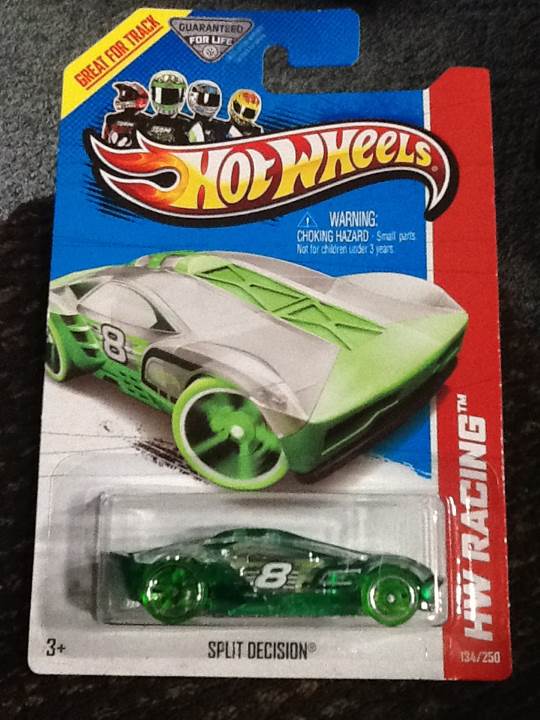 GREAT FOR TRACK
GUARANTEED
FOR LIFE
HOT WHEELS®
WARNING:
CHOKING HAZARD - Small parts.
Not for children under 3 years.
8
8
HW RACING™
3+
SPLIT DECISION®
134/250